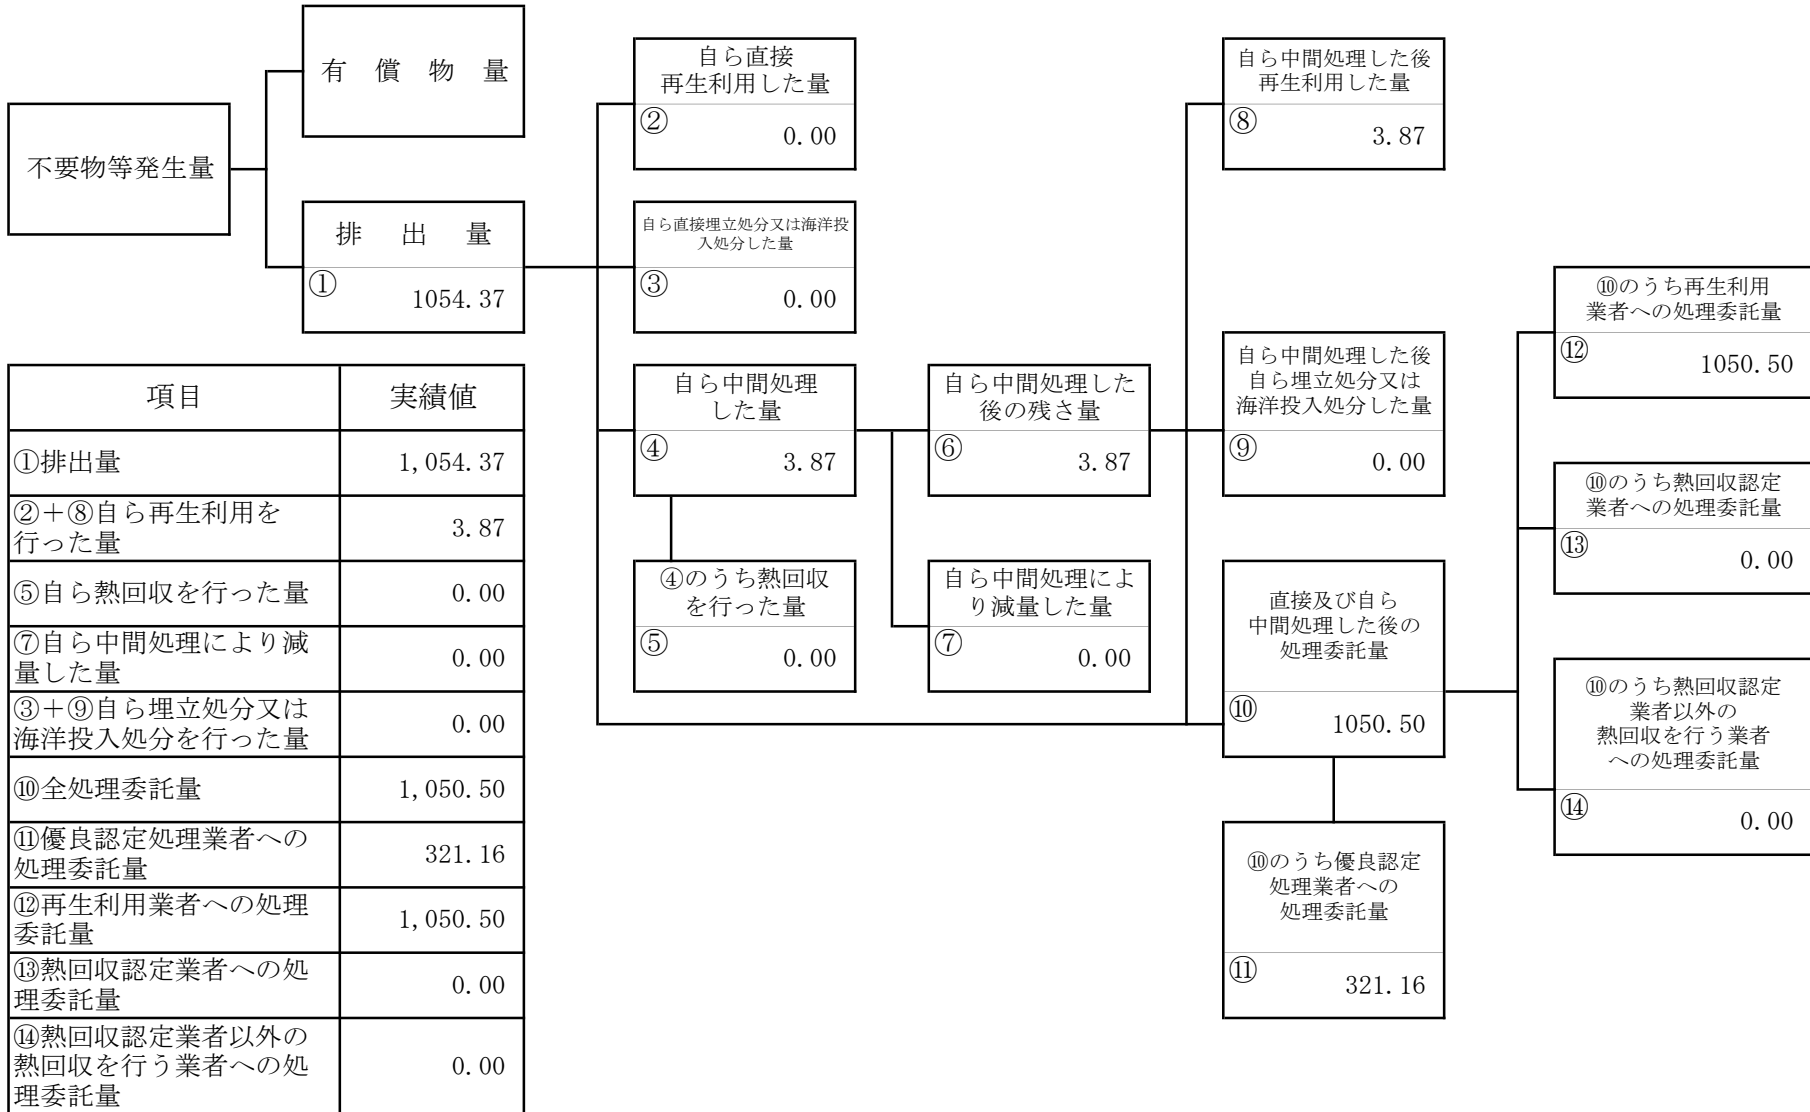 有償物量
不要物等発生量
排出量
①
1054.37
自ら直接
再生利用した量
②
0.00
自ら直接埋立処分又は海洋投
入処分した量
③
0.00
自ら中間処理
した量
④
3.87
④のうち熱回収
を行った量
⑤
0.00
自ら中間処理した
後の残さ量
⑥
3.87
自ら中間処理によ
り減量した量
⑦
0.00
自ら中間処理した後
再生利用した量
⑧
3.87
自ら中間処理した後
自ら埋立処分又は
海洋投入処分した量
⑨
0.00
直接及び自ら
中間処理した後の
処理委託量
⑩
1050.50
⑩のうち優良認定
処理業者への
処理委託量
⑪
321.16
⑩のうち再生利用
業者への処理委託量
⑫
1050.50
⑩のうち熱回収認定
業者への処理委託量
⑬
0.00
⑩のうち熱回収認定
業者以外の
熱回収を行う業者
への処理委託量
⑭
0.00
項目 実績値
①排出量 1,054.37
②+⑧自ら再生利用を
行った量 3.87
⑤自ら熱回収を行った量 0.00
⑦自ら中間処理により減
量した量 0.00
③+⑨自ら埋立処分又は
海洋投入処分を行った量 0.00
⑩全処理委託量 1,050.50
⑪優良認定処理業者への
処理委託量 321.16
⑫再生利用業者への処理
委託量 1,050.50
⑬熱回収認定業者への処
理委託量 0.00
⑭熱回収認定業者以外の
熱回収を行う業者への処 0.00
理委託量